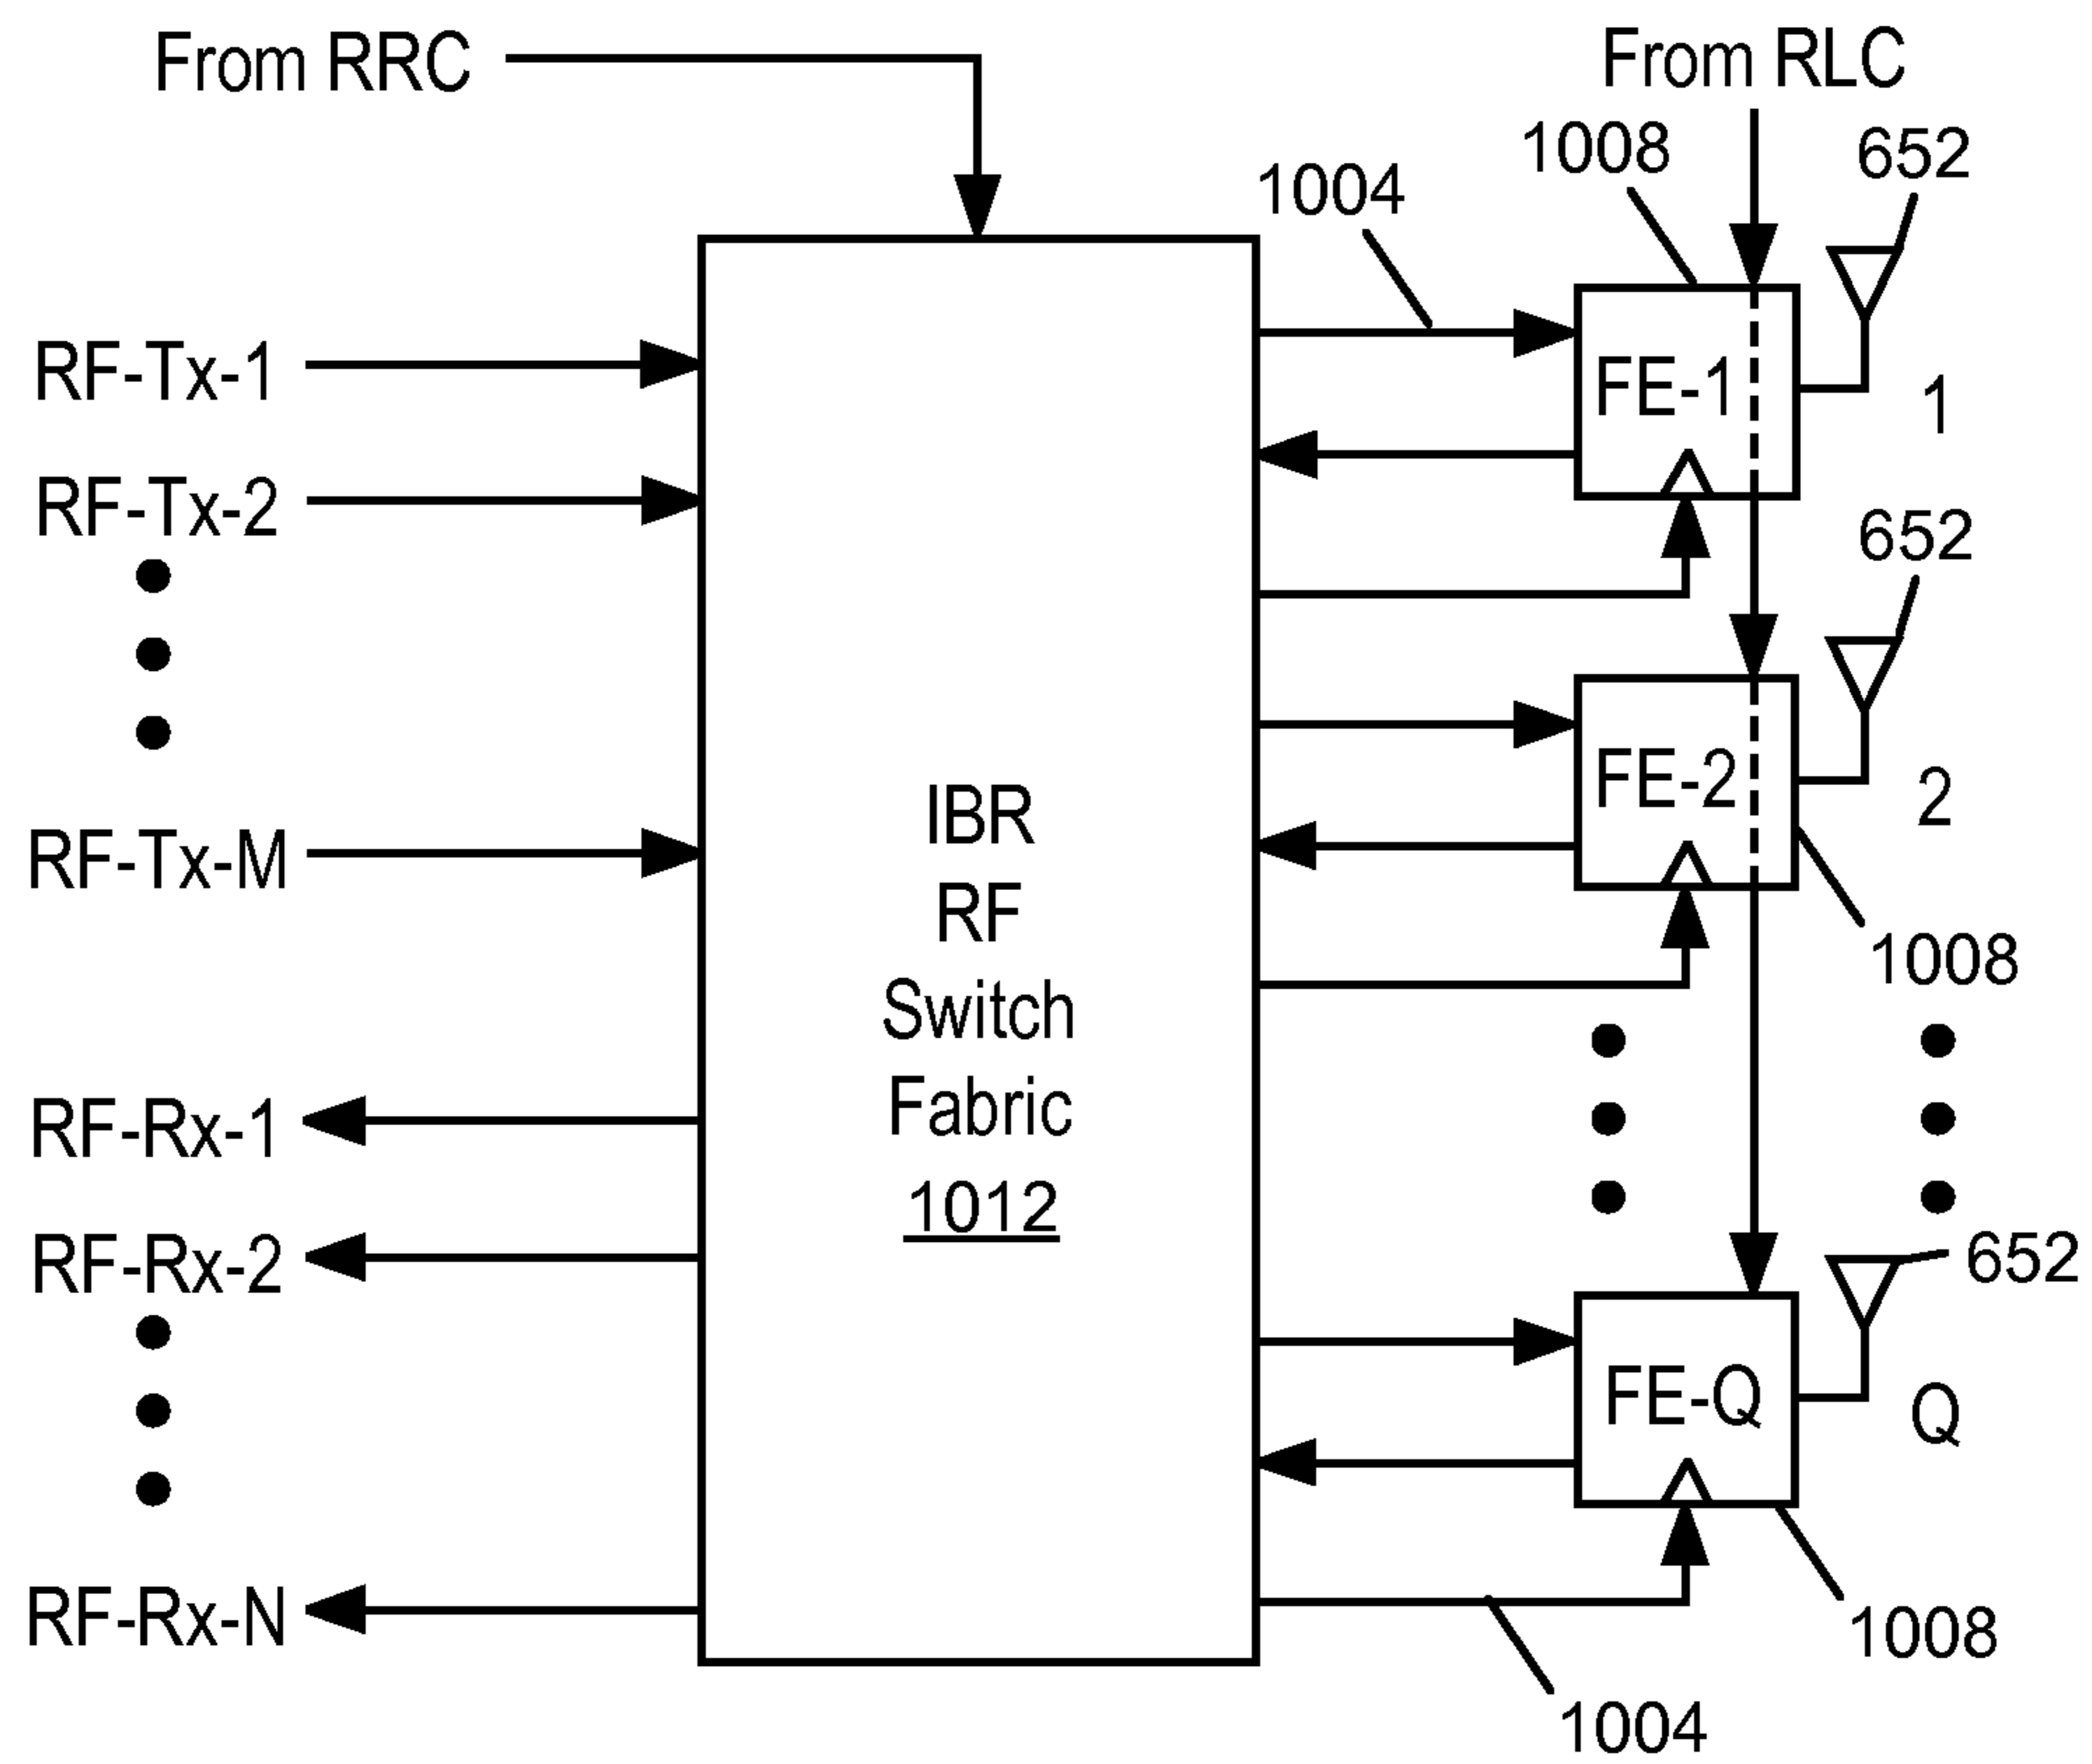 From RRC
From RLC
1008
652
1004
RF-Tx-1
FE-1
1
RF-Tx-2
652
FE-2
2
RF-Tx-M
1008
IBR
RF
Switch
Fabric
1012
RF-Rx-1
RF-Rx-2
652
FE-Q
Q
RF-Rx-N
1008
1004